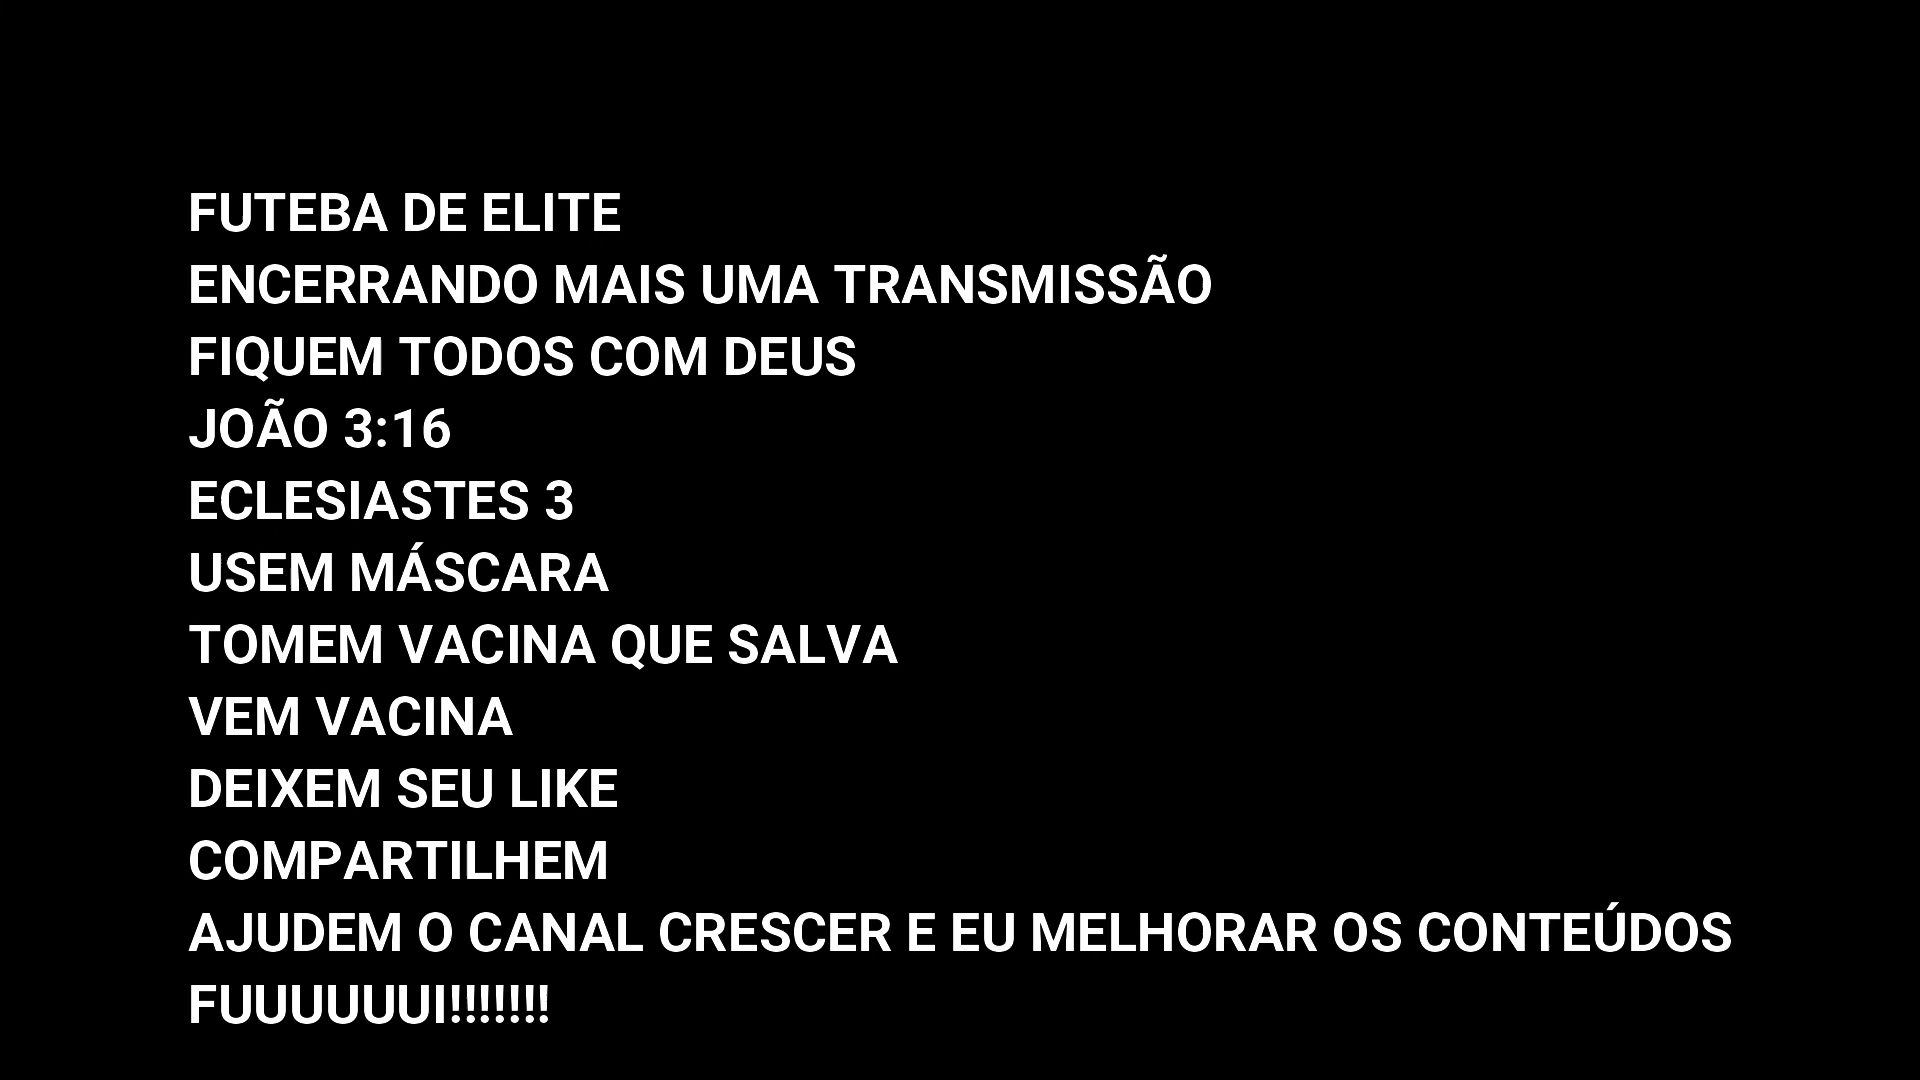 FUTEBA DE ELITE
ENCERRANDO MAIS UMA TRANSMISSÃO
FIQUEM TODOS COM DEUS
JOÃO 3:16
ECLESIASTES 3
USEM MÁSCARA
TOMEM VACINA QUE SALVA
VEM VACINA
DEIXEM SEU LIKE
COMPARTILHEM
AJUDEM O CANAL CRESCER E EU MELHORAR OS CONTEÚDOS
FUUUUUUI!!!!!!!